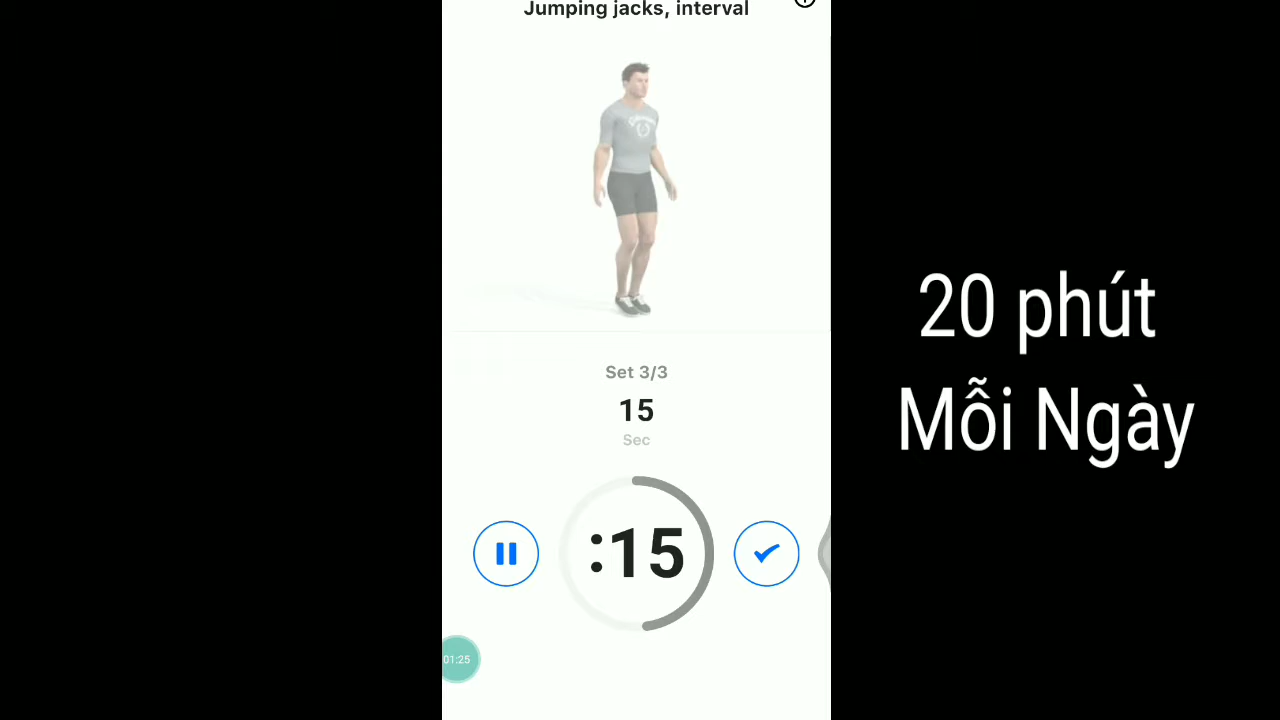 Jumping jacks, interval
Set 3/3
15
Sec
:15
01:25
20 phút
Mỗi Ngày